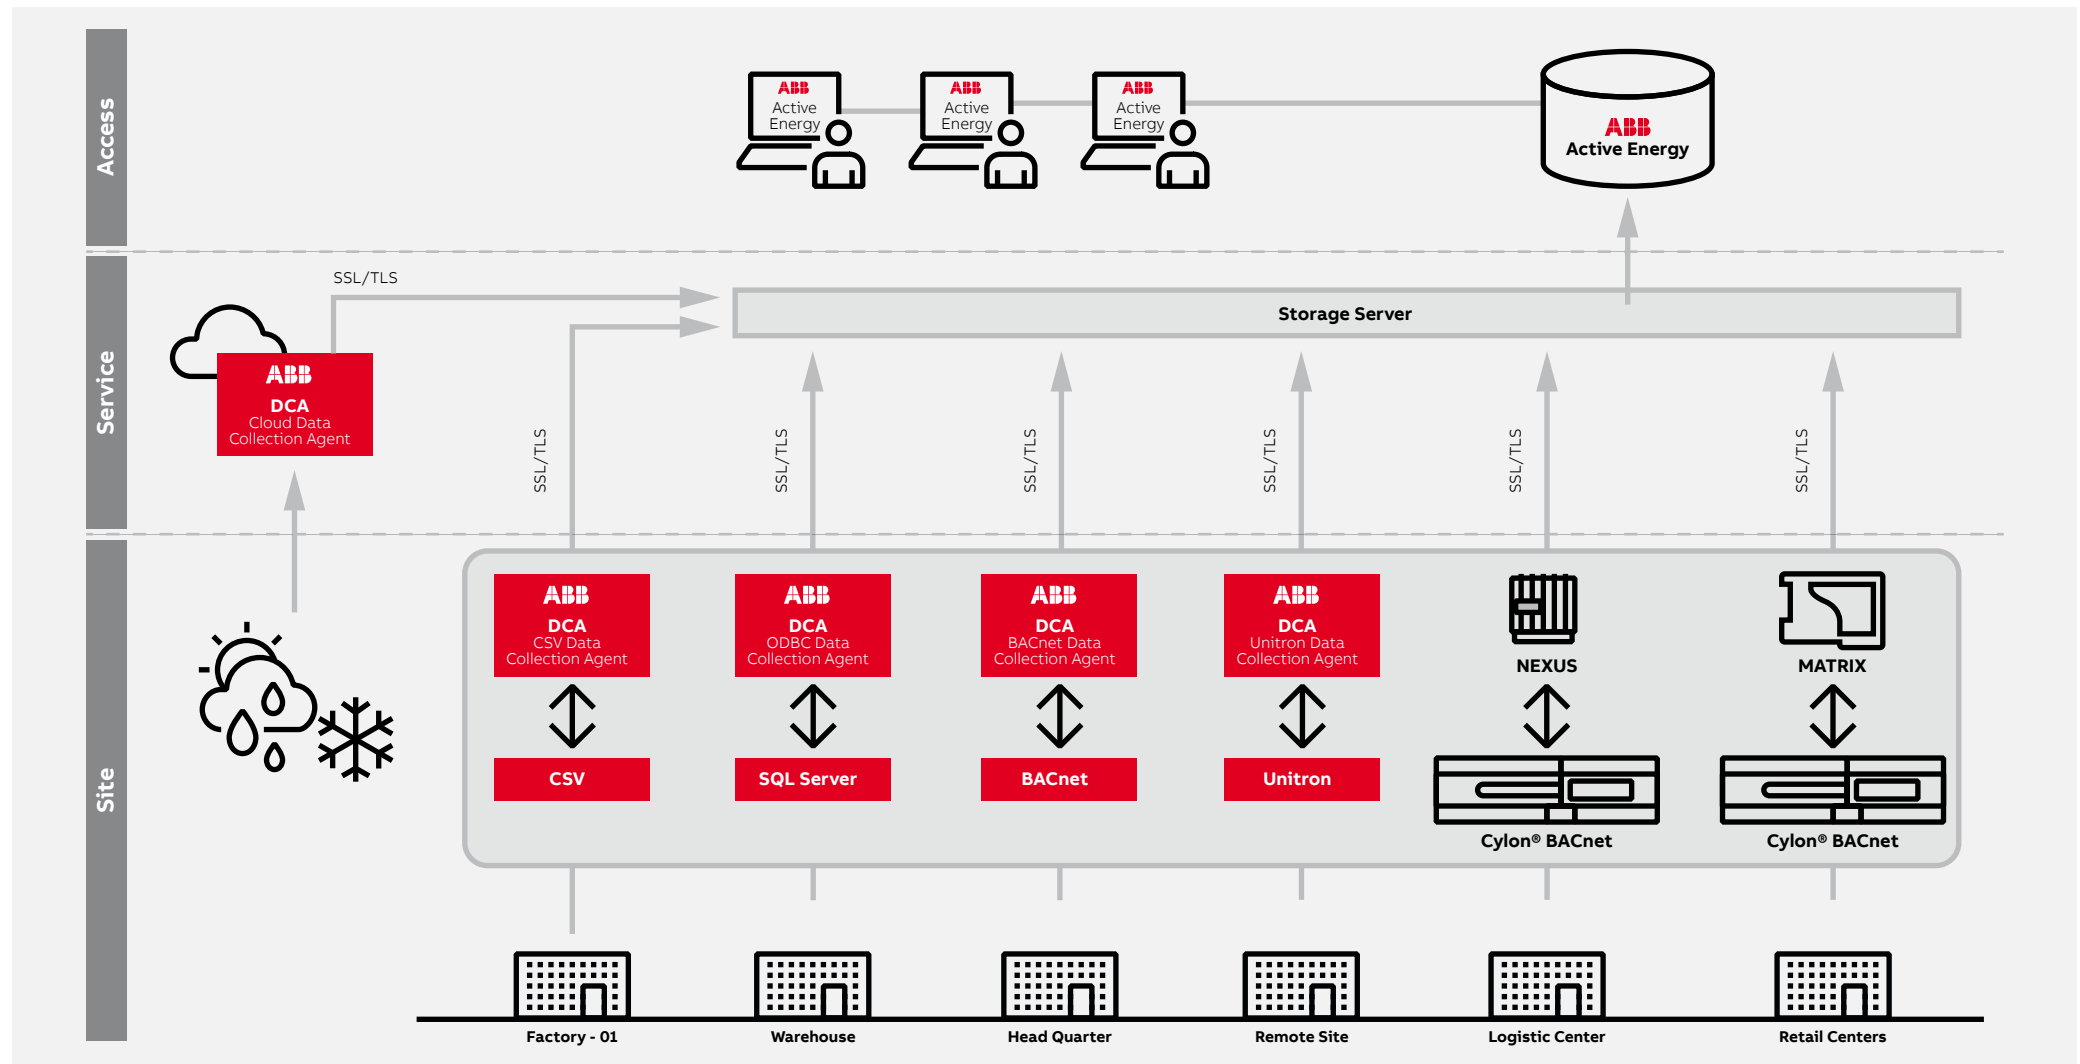 Access
ABB
Active
Energy
ABB
Active
Energy
ABB
Active
Energy
ABB
Active Energy
Service
SSL/TLS
Storage Server
ABB
DCA
Cloud Data
Collection Agent
SSL/TLS
SSL/TLS
SSL/TLS
SSL/TLS
SSL/TLS
SSL/TLS
Site
ABB
DCA
CSV Data
Collection Agent
ABB
DCA
ODBC Data
Collection Agent
ABB
DCA
BACnet Data
Collection Agent
ABB
DCA
Unitron Data
Collection Agent
NEXUS
MATRIX
CSV
SQL Server
BACnet
Unitron
Cylon® BACnet
Cylon® BACnet
Factory - 01
Warehouse
Head Quarter
Remote Site
Logistic Center
Retail Centers